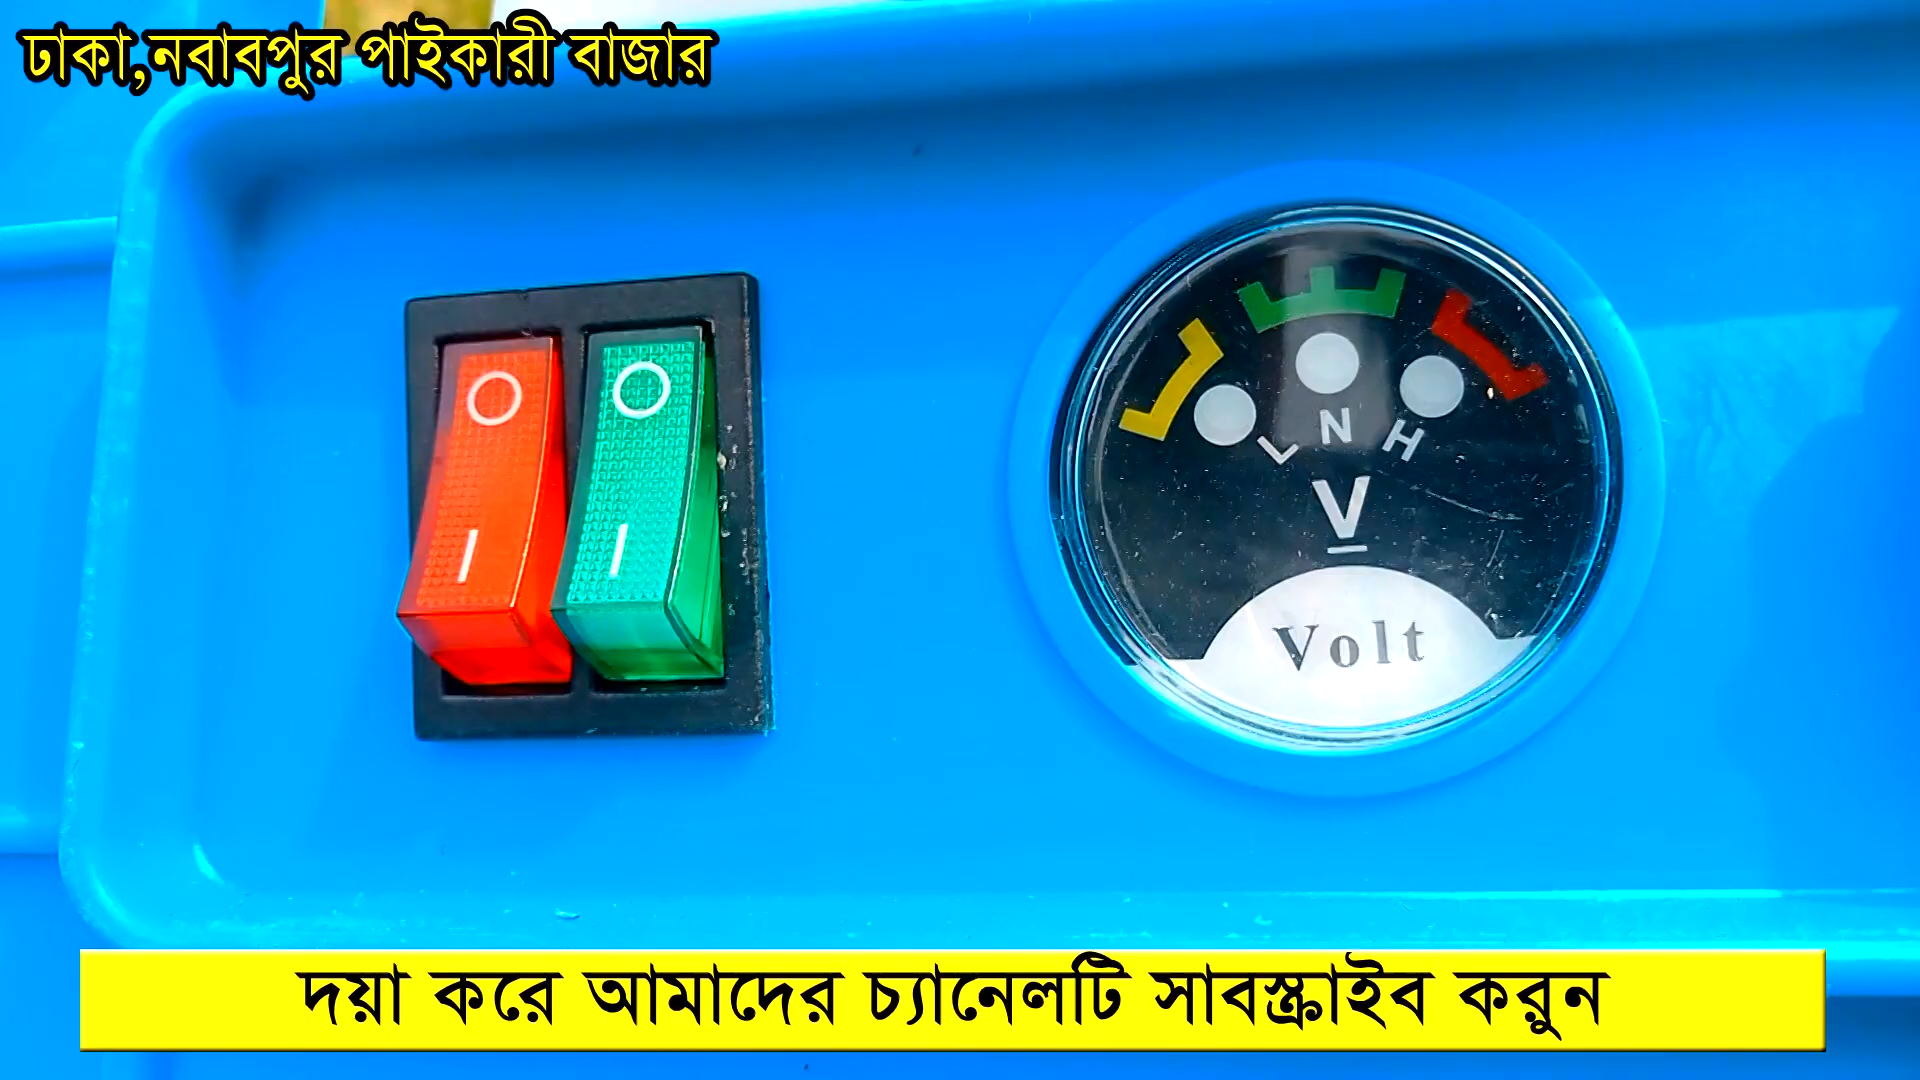 ঢাকা,নবাবপুর পাইকারী বাজার
O O
I I
L N H
V
Volt
দয়া করে আমাদের চ্যানেলটি সাবস্ক্রাইব করুন